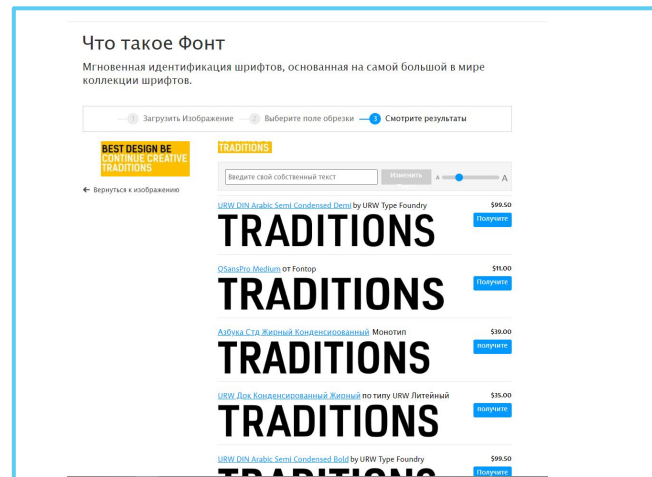 Что такое Фонт
Мгновенная идентификация шрифтов, основанная на самой большой в мире
коллекции шрифтов.
1 Загрузить Изображение 2 Выберите поле обрезки 3 Смотрите результаты
BEST DESIGN BE
CONTINUE CREATIVE
TRADITIONS
← Вернуться к изображению
TRADITIONS
Введите свой собственный текст Изменить A A
URW DIN Arabic Semi Condensed Demi by URW Type Foundry $99.50
Получите
TRADITIONS
QSansPro Medium от Fontop $11.00
Получите
TRADITIONS
Азбука Стд Жирный Конденсированный Монотип $39.00
получите
TRADITIONS
URW Док Конденсированный Жирный по типу URW Литейный $35.00
получите
TRADITIONS
URW DIN Arabic Semi Condensed Bold by URW Type Foundry $99.50
Получите
TRADITIONS